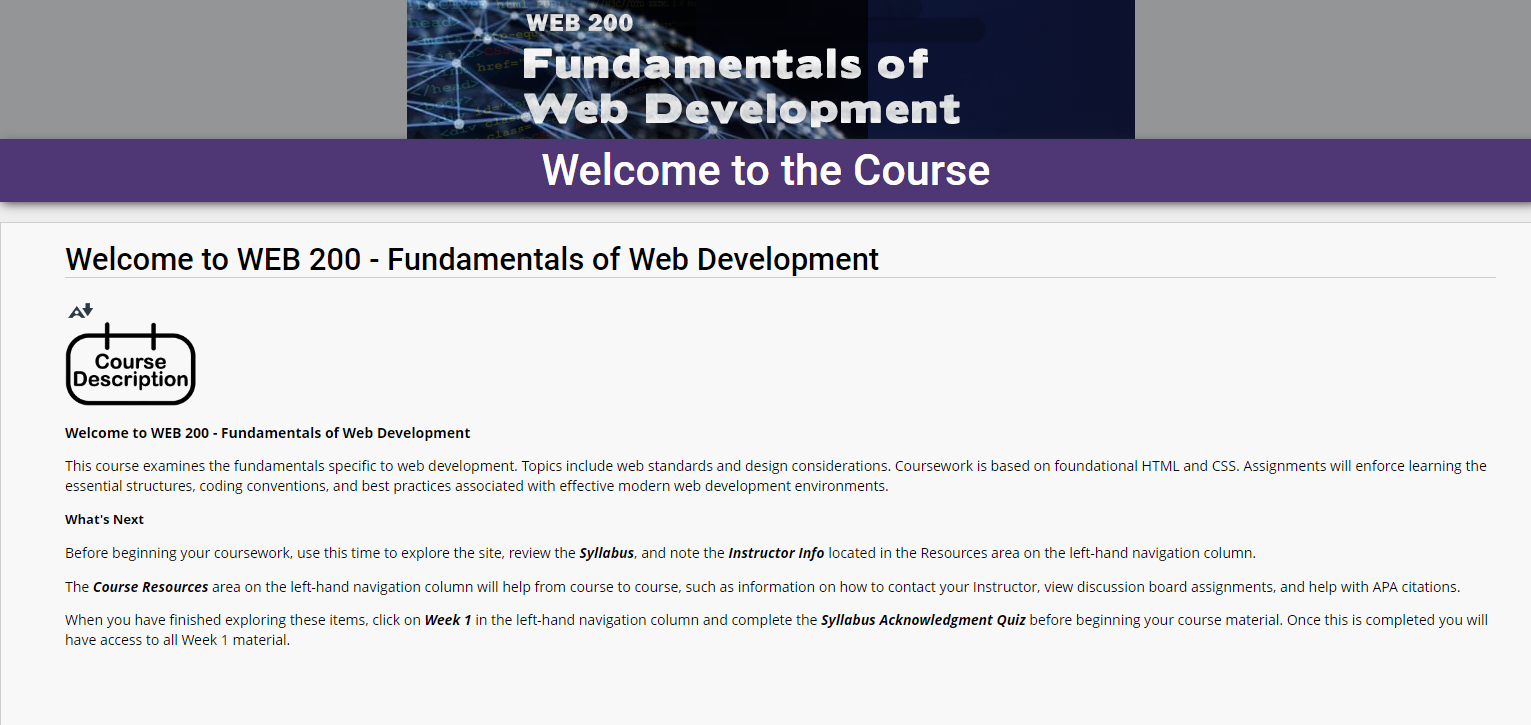 WEB 200
Fundamentals of
Web Development
Welcome to the Course
Welcome to WEB 200 - Fundamentals of Web Development
Course
Description
Welcome to WEB 200 - Fundamentals of Web Development
This course examines the fundamentals specific to web development. Topics include web standards and design considerations. Coursework is based on foundational HTML and CSS. Assignments will enforce learning the
essential structures, coding conventions, and best practices associated with effective modern web development environments.
What's Next
Before beginning your coursework, use this time to explore the site, review the Syllabus, and note the Instructor Info located in the Resources area on the left-hand navigation column.
The Course Resources area on the left-hand navigation column will help from course to course, such as information on how to contact your Instructor, view discussion board assignments, and help with APA citations.
When you have finished exploring these items, click on Week 1 in the left-hand navigation column and complete the Syllabus Acknowledgment Quiz before beginning your course material. Once this is completed you will
have access to all Week 1 material.